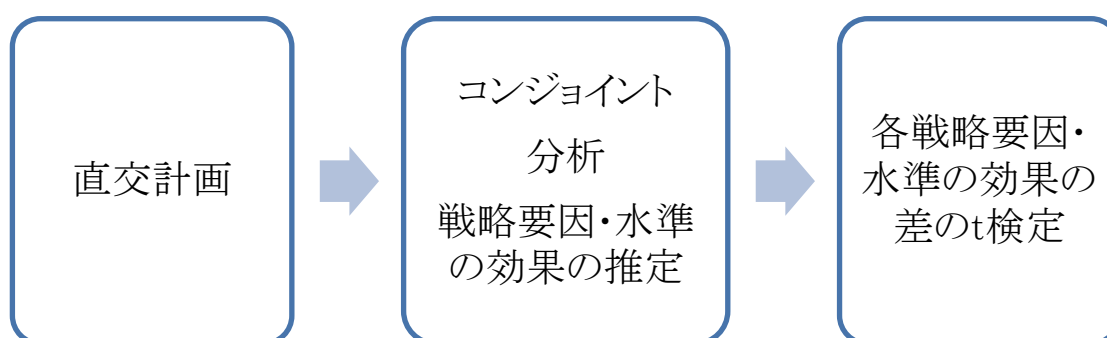 直交計画
コンジョイント
分析
戦略要因・水準
の効果の推定
各戦略要因・
水準の効果の
差のt検定